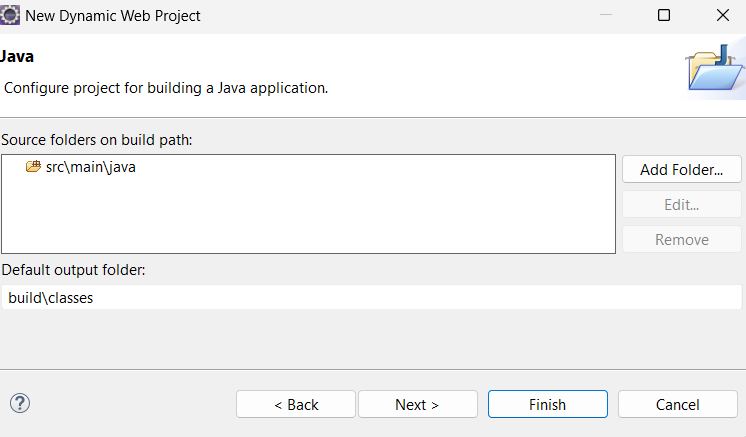 New Dynamic Web Project
Java
Configure project for building a Java application.
Source folders on build path:
src\main\java
Add Folder...
Edit...
Remove
Default output folder:
build\classes
?
< Back
Next >
Finish
Cancel